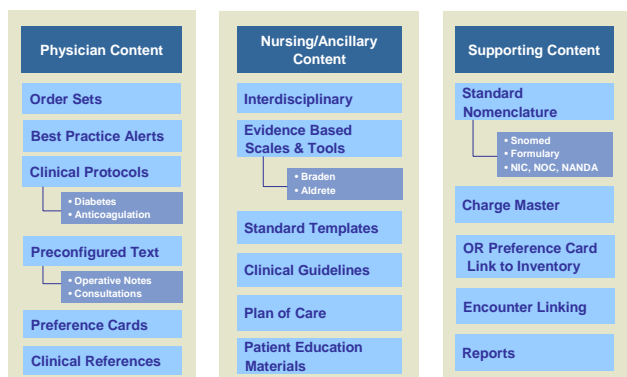 Physician Content
Order Sets
Best Practice Alerts
Clinical Protocols
• Diabetes
• Anticoagulation
Preconfigured Text
• Operative Notes
• Consultations
Preference Cards
Clinical References
Nursing/Ancillary
Content
Interdisciplinary
Evidence Based
Scales & Tools
• Braden
• Aldrete
Standard Templates
Clinical Guidelines
Plan of Care
Patient Education
Materials
Supporting Content
Standard
Nomenclature
• Snomed
• Formulary
• NIC, NOC, NANDA
Charge Master
OR Preference Card
Link to Inventory
Encounter Linking
Reports